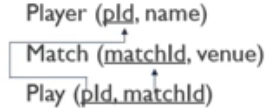 Player (pId, name)
Match (matchId, venue)
Play (pId, matchId)